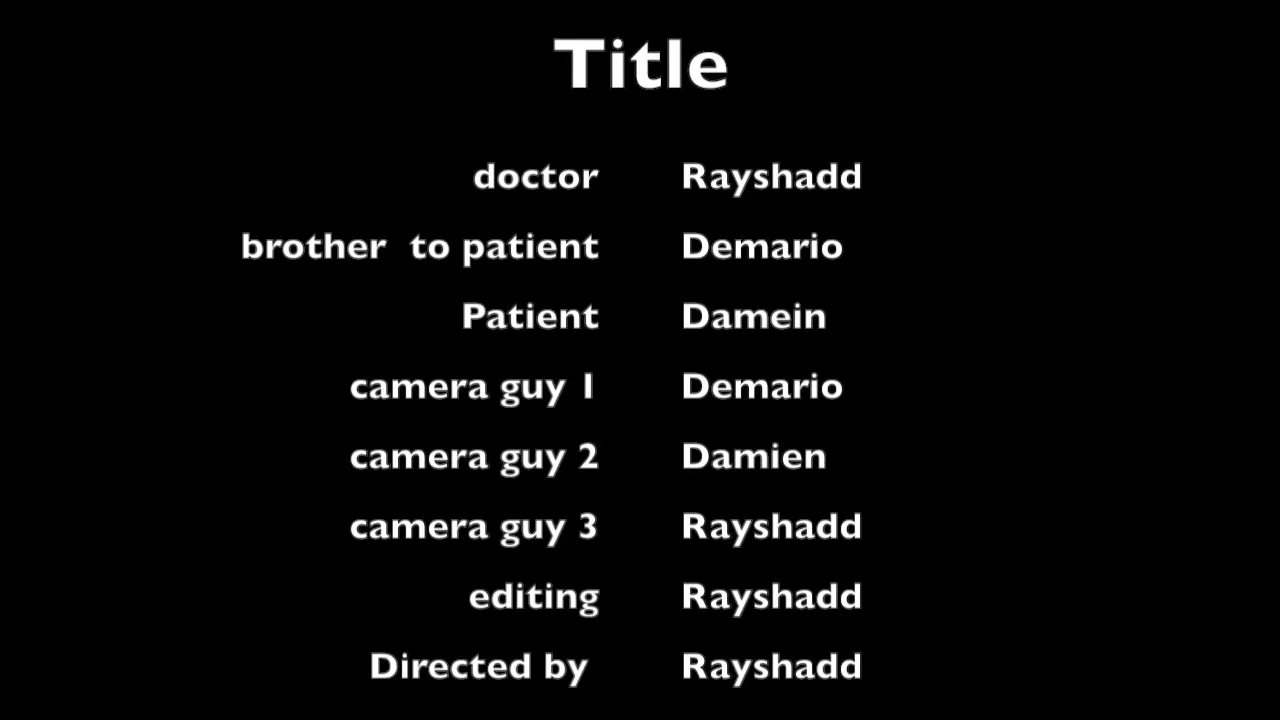 Title
doctor Rayshadd
brother to patient Demario
Patient Damein
camera guy 1 Demario
camera guy 2 Damien
camera guy 3 Rayshadd
editing Rayshadd
Directed by Rayshadd